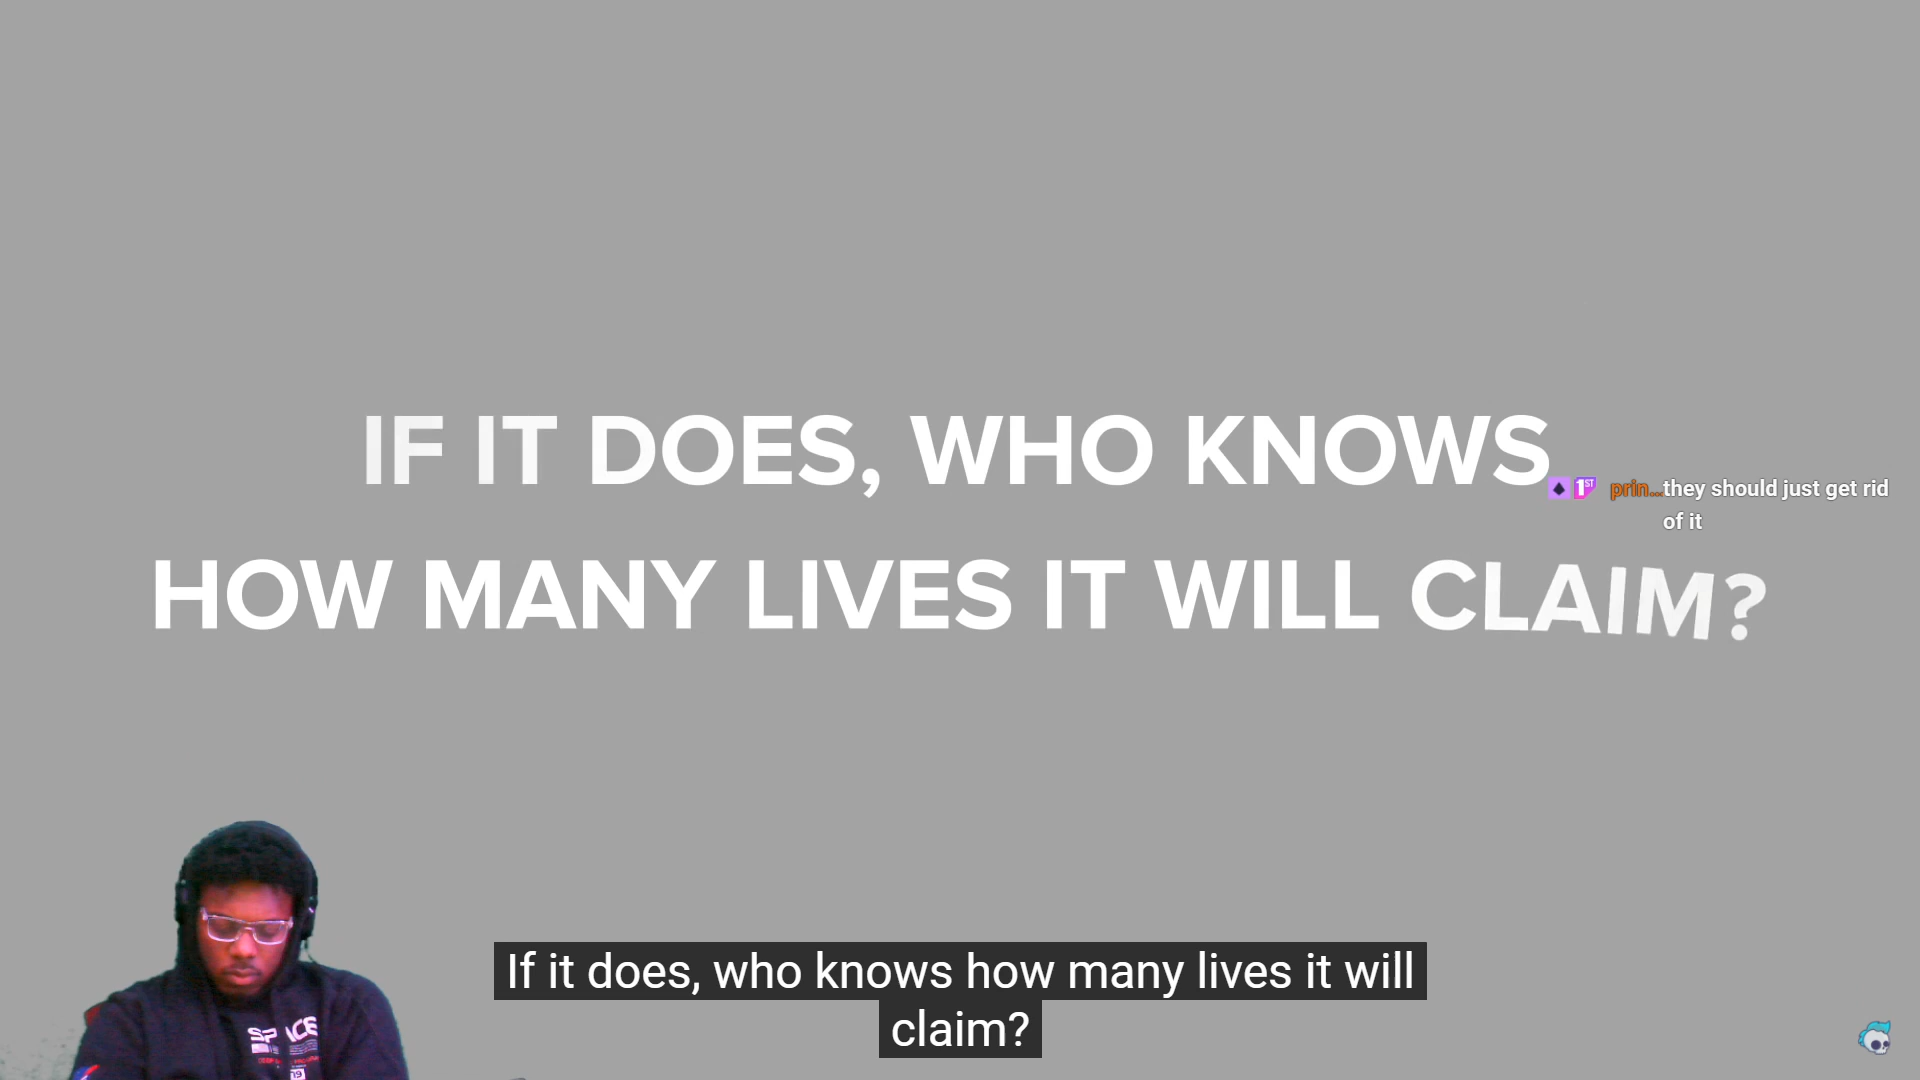 IF IT DOES, WHO KNOWS
HOW MANY LIVES IT WILL CLAIM?
1ST prin...they should just get rid
of it
If it does, who knows how many lives it will
claim?
SPACE